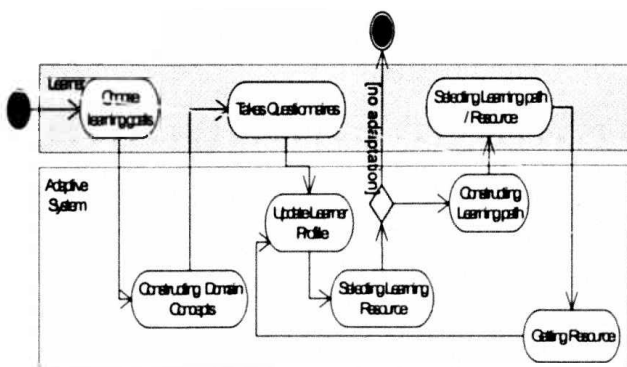 Learner
Choose
learning goals
Takes Questionnaires
[no adaptation]
Selecting Learning path
/ Resource
Adaptive
System
Update Learner
Profile
Constructing
Learning path
Constructing Domain
Concepts
Selecting Learning
Resource
Getting Resource